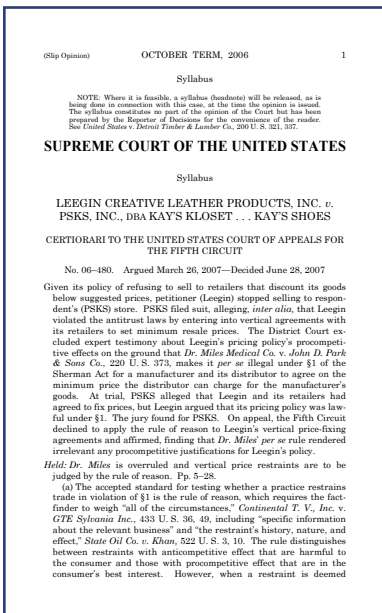 (Slip Opinion) OCTOBER TERM, 2006 1
Syllabus
NOTE: Where it is feasible, a syllabus (headnote) will be released, as is
being done in connection with this case, at the time the opinion is issued.
The syllabus constitutes no part of the opinion of the Court but has been
prepared by the Reporter of Decisions for the convenience of the reader.
See United States v. Detroit Timber & Lumber Co., 200 U. S. 321, 337.
SUPREME COURT OF THE UNITED STATES
Syllabus
LEEGIN CREATIVE LEATHER PRODUCTS, INC. v.
PSKS, INC., DBA KAY'S KLOSET . . . KAY'S SHOES
CERTIORARI TO THE UNITED STATES COURT OF APPEALS FOR
THE FIFTH CIRCUIT
No. 06–480. Argued March 26, 2007—Decided June 28, 2007
Given its policy of refusing to sell to retailers that discount its goods
below suggested prices, petitioner (Leegin) stopped selling to respon-
dent's (PSKS) store. PSKS filed suit, alleging, inter alia, that Leegin
violated the antitrust laws by entering into vertical agreements with
its retailers to set minimum resale prices. The District Court ex-
cluded expert testimony about Leegin's pricing policy's procompeti-
tive effects on the ground that Dr. Miles Medical Co. v. John D. Park
& Sons Co., 220 U. S. 373, makes it per se illegal under §1 of the
Sherman Act for a manufacturer and its distributor to agree on the
minimum price the distributor can charge for the manufacturer's
goods. At trial, PSKS alleged that Leegin and its retailers had
agreed to fix prices, but Leegin argued that its pricing policy was law-
ful under §1. The jury found for PSKS. On appeal, the Fifth Circuit
declined to apply the rule of reason to Leegin's vertical price-fixing
agreements and affirmed, finding that Dr. Miles' per se rule rendered
irrelevant any procompetitive justifications for Leegin's policy.
Held: Dr. Miles is overruled and vertical price restraints are to be
judged by the rule of reason. Pp. 5–28.
(a) The accepted standard for testing whether a practice restrains
trade in violation of §1 is the rule of reason, which requires the fact-
finder to weigh "all of the circumstances," Continental T. V., Inc. v.
GTE Sylvania Inc., 433 U. S. 36, 49, including "specific information
about the relevant business" and "the restraint's history, nature, and
effect," State Oil Co. v. Khan, 522 U. S. 3, 10. The rule distinguishes
between restraints with anticompetitive effect that are harmful to
the consumer and those with procompetitive effect that are in the
consumer's best interest. However, when a restraint is deemed